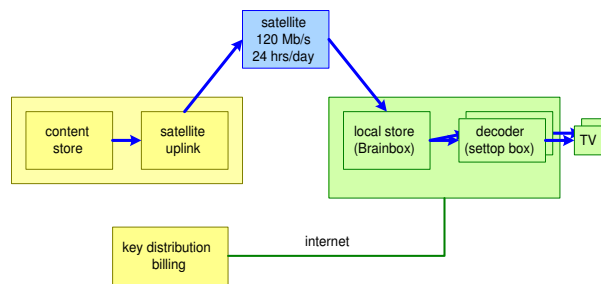 satellite
120 Mb/s
24 hrs/day
content
store
satellite
uplink
local store
(Brainbox)
decoder
(settop box)
TV
key distribution
billing
internet